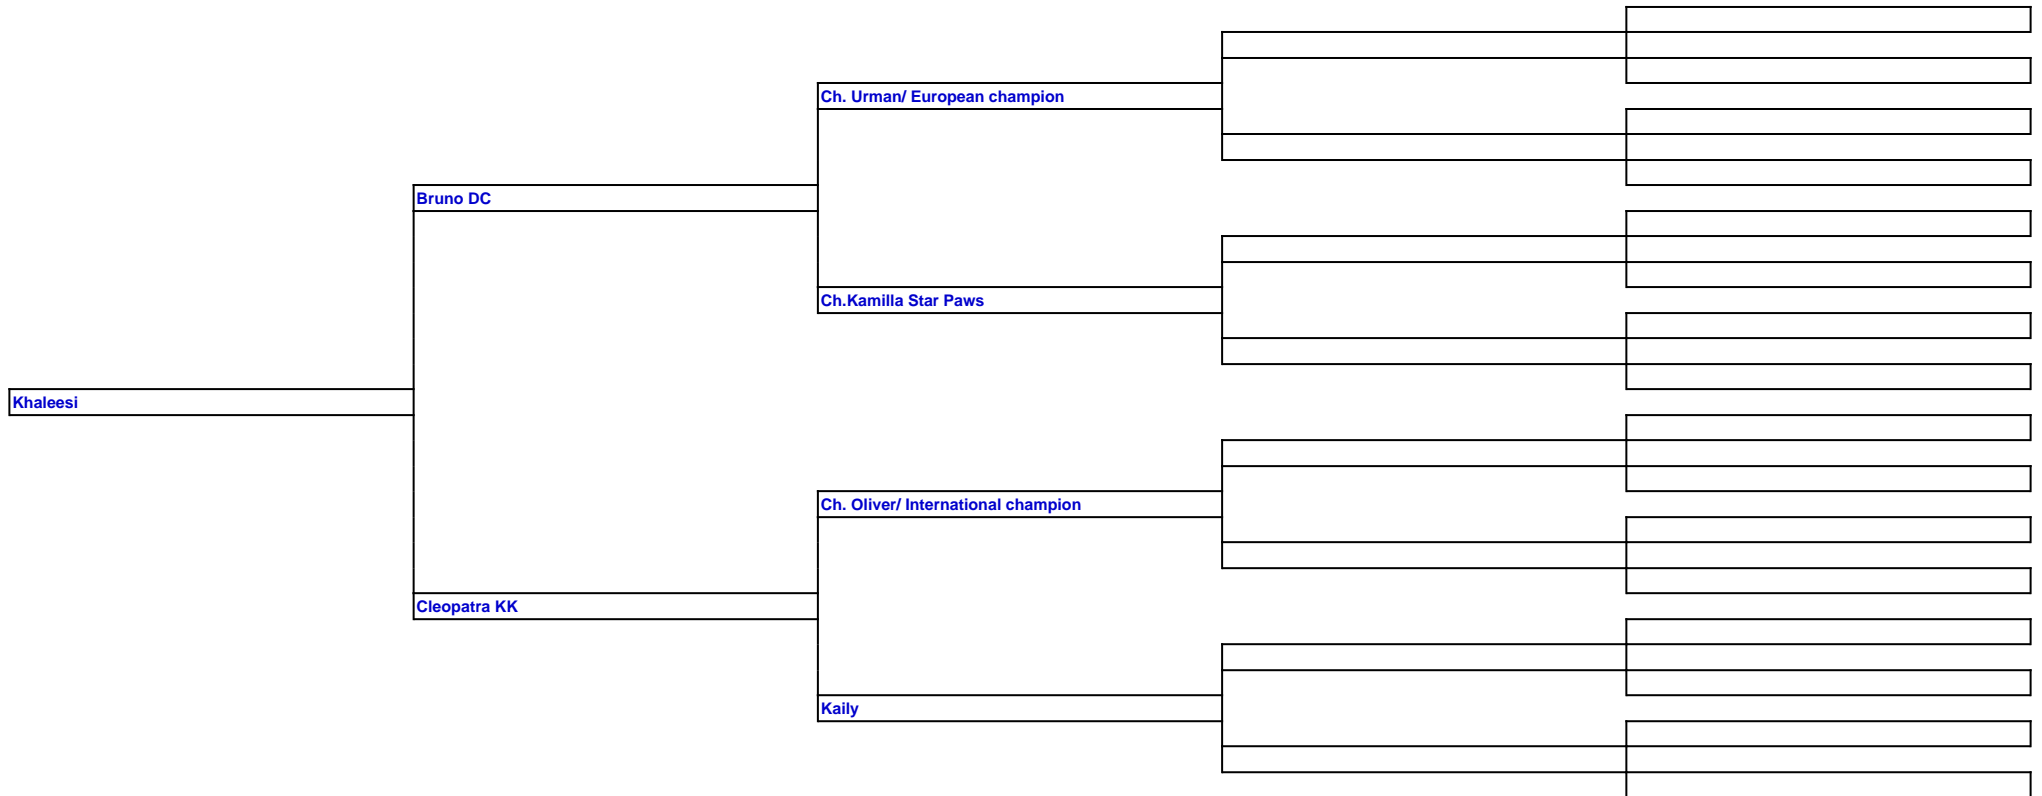 Ch. Urman/ European champion
Bruno DC
Ch.Kamilla Star Paws
Khaleesi
Ch. Oliver/ International champion
Cleopatra KK
Kaily